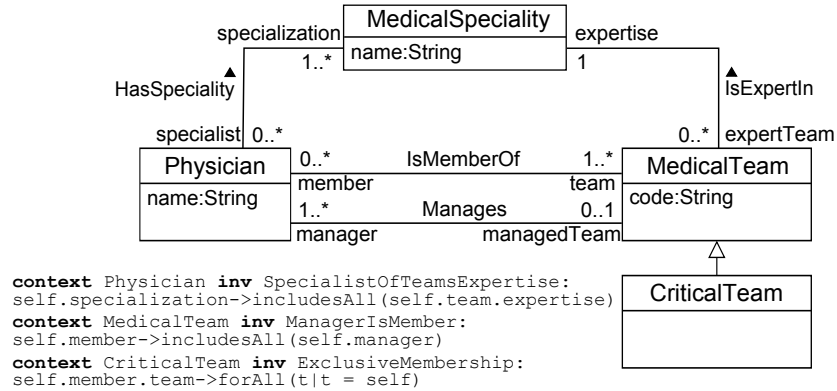 MedicalSpeciality
name:String
specialization
1..*
expertise
1
HasSpeciality
IsExpertIn
specialist 0..*
0..* expertTeam
Physician
name:String
0..* IsMemberOf 1..*
member team
1..* Manages 0..1
manager managedTeam
MedicalTeam
code:String
CriticalTeam
context Physician inv SpecialistOfTeamsExpertise:
self.specialization->includesAll(self.team.expertise)
context MedicalTeam inv ManagerIsMember:
self.member->includesAll(self.manager)
context CriticalTeam inv ExclusiveMembership:
self.member.team->forAll(t|t = self)